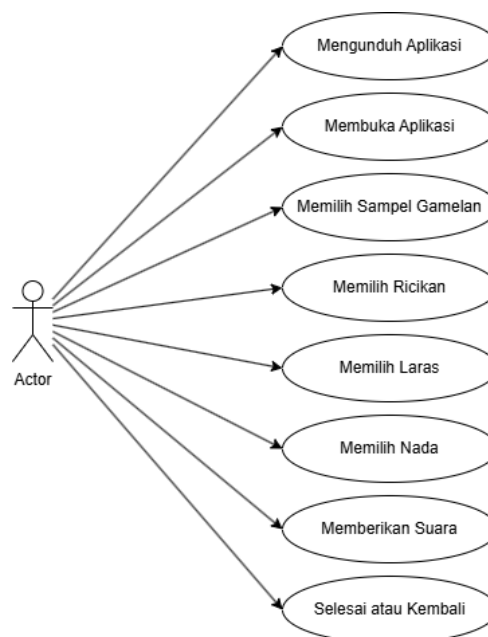 Mengunduh Aplikasi
Membuka Aplikasi
Memilih Sampel Gamelan
Memilih Ricikan
Actor
Memilih Laras
Memilih Nada
Memberikan Suara
Selesai atau Kembali